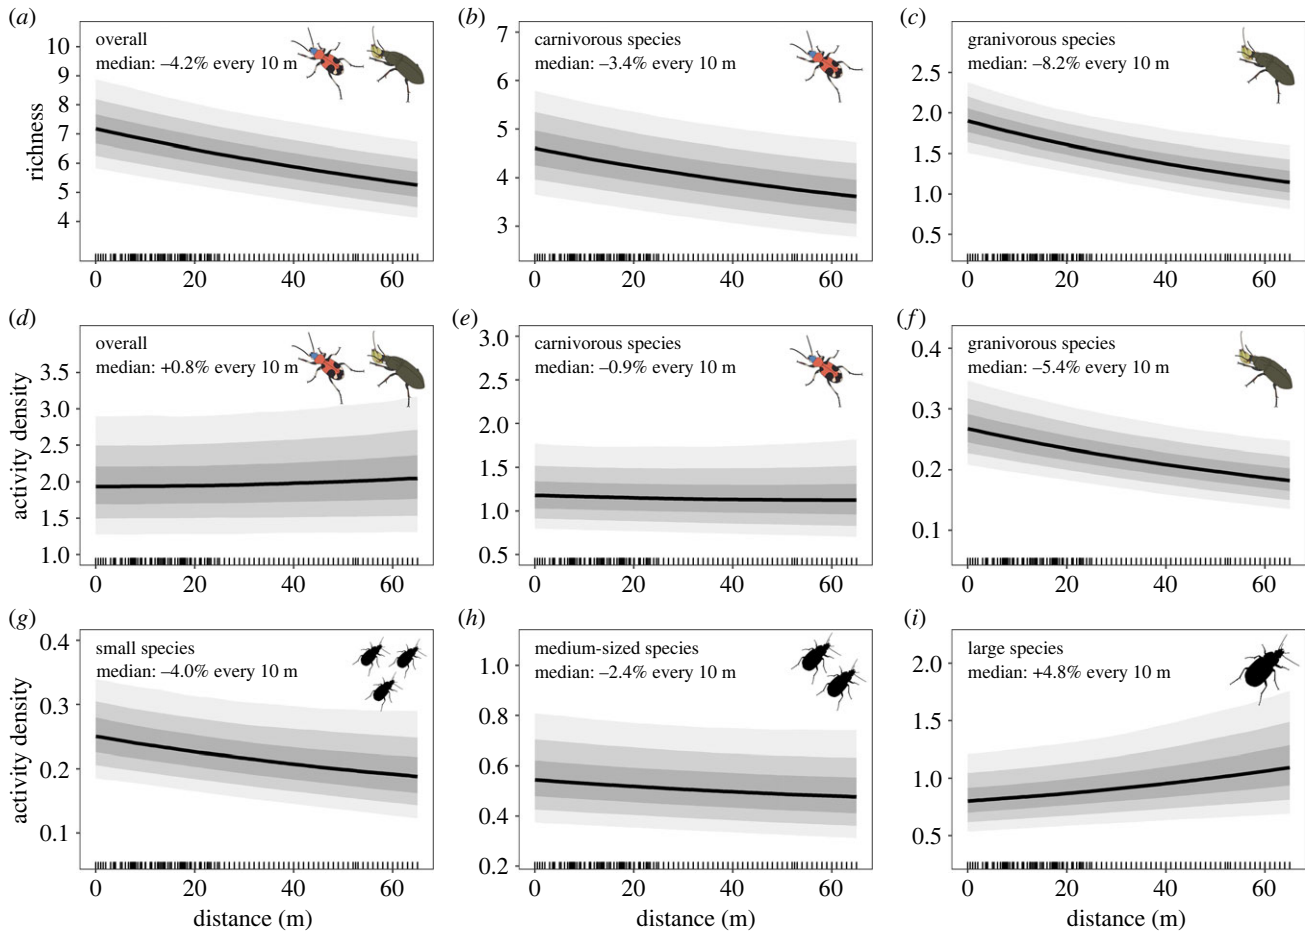 (a)
overall
median: –4.2% every 10 m
richness
10
9
8
7
6
5
4
0 20 40 60
(b)
carnivorous species
median: –3.4% every 10 m
7
6
5
4
3
0 20 40 60
(c)
granivorous species
median: –8.2% every 10 m
2.5
2.0
1.5
1.0
0.5
0 20 40 60
(d)
overall
median: +0.8% every 10 m
activity density
3.5
3.0
2.5
2.0
1.5
1.0
0 20 40 60
(e)
carnivorous species
median: –0.9% every 10 m
3.0
2.5
2.0
1.5
1.0
0.5
0 20 40 60
(f)
granivorous species
median: –5.4% every 10 m
0.4
0.3
0.2
0.1
0 20 40 60
(g)
small species
median: –4.0% every 10 m
activity density
0.4
0.3
0.2
0.1
0 20 40 60
distance (m)
(h)
medium-sized species
median: –2.4% every 10 m
1.0
0.8
0.6
0.4
0.2
0 20 40 60
distance (m)
(i)
large species
median: +4.8% every 10 m
2.0
1.5
1.0
0.5
0 20 40 60
distance (m)